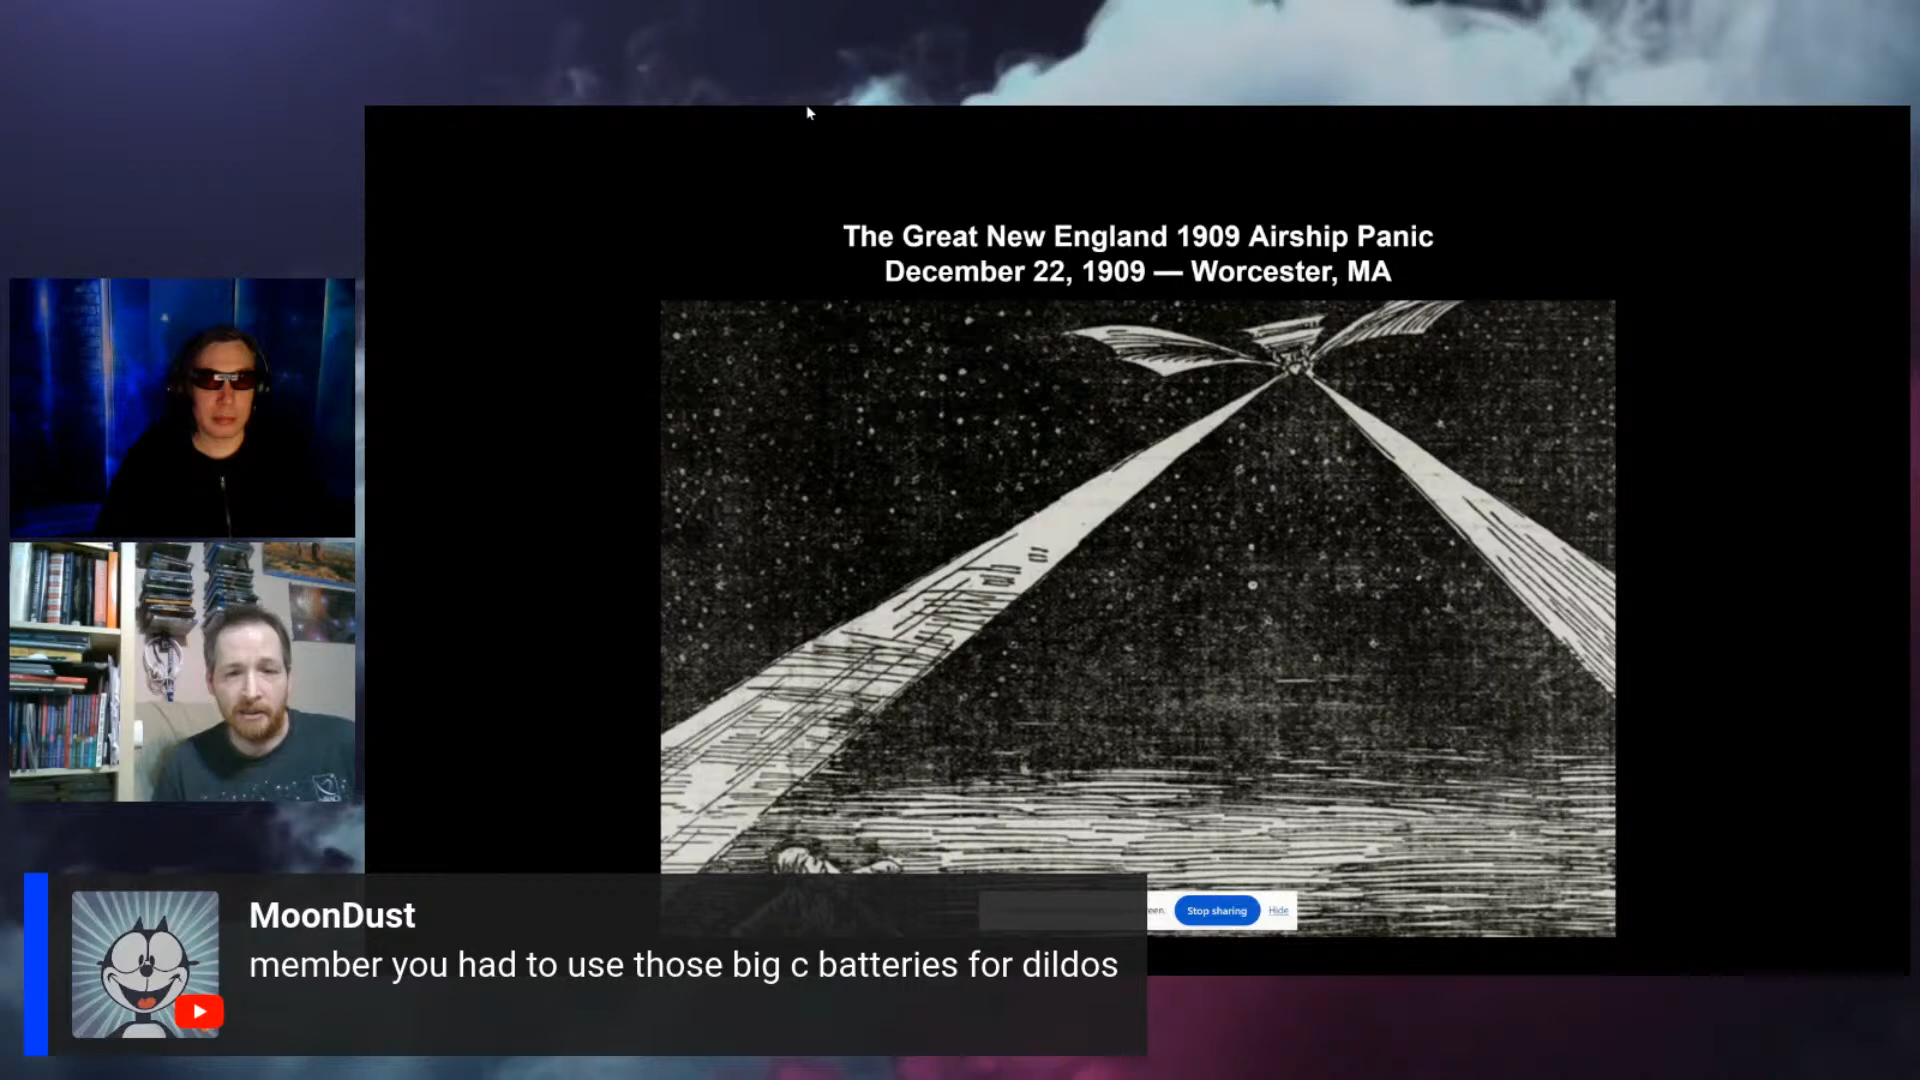 The Great New England 1909 Airship Panic
December 22, 1909 — Worcester, MA
Stop sharing
Hide
MoonDust
member you had to use those big c batteries for dildos